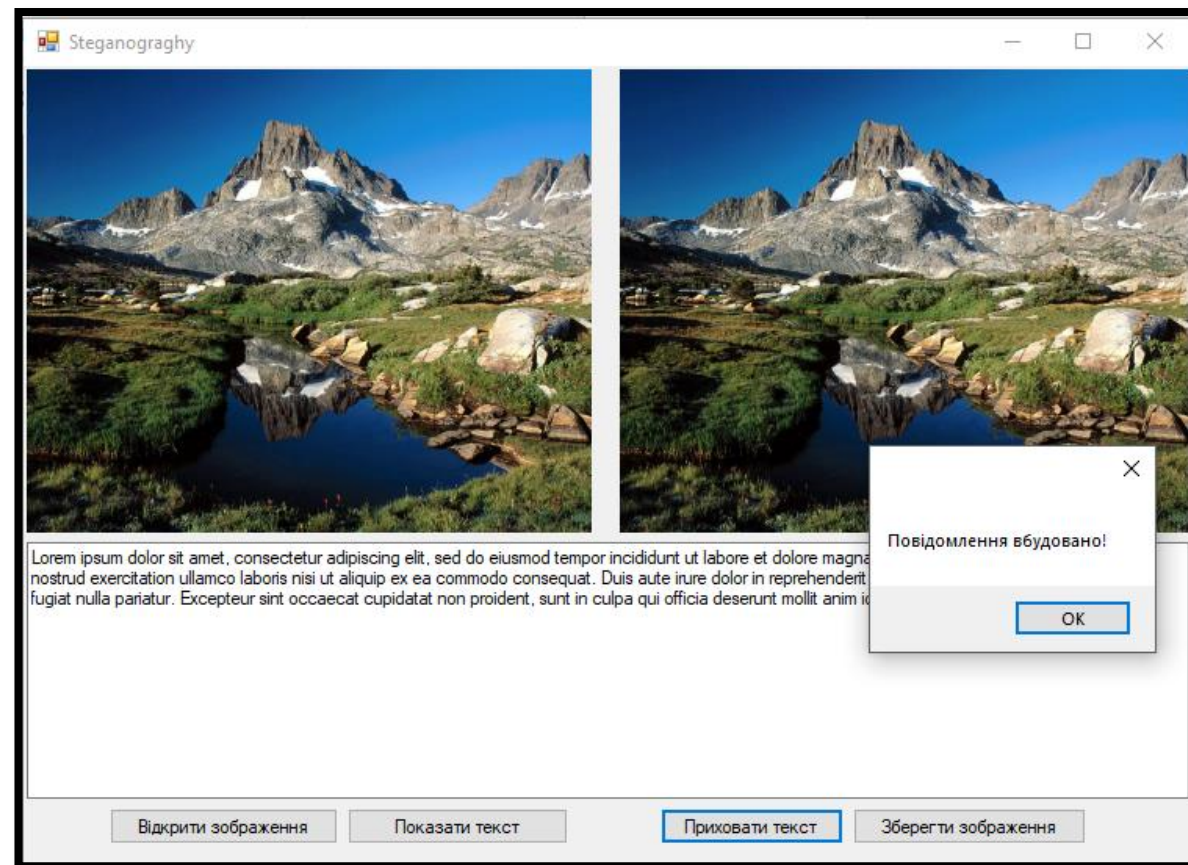 Steganograghy
Lorem ipsum dolor sit amet, consectetur adipiscing elit, sed do eiusmod tempor incididunt ut labore et dolore magna
nostrud exercitation ullamco laboris nisi ut aliquip ex ea commodo consequat. Duis aute irure dolor in reprehenderit
fugiat nulla pariatur. Excepteur sint occaecat cupidatat non proident, sunt in culpa qui officia deserunt mollit anim
Повідомлення вбудовано!
OK
Відкрити зображення
Показати текст
Приховати текст
Зберегти зображення